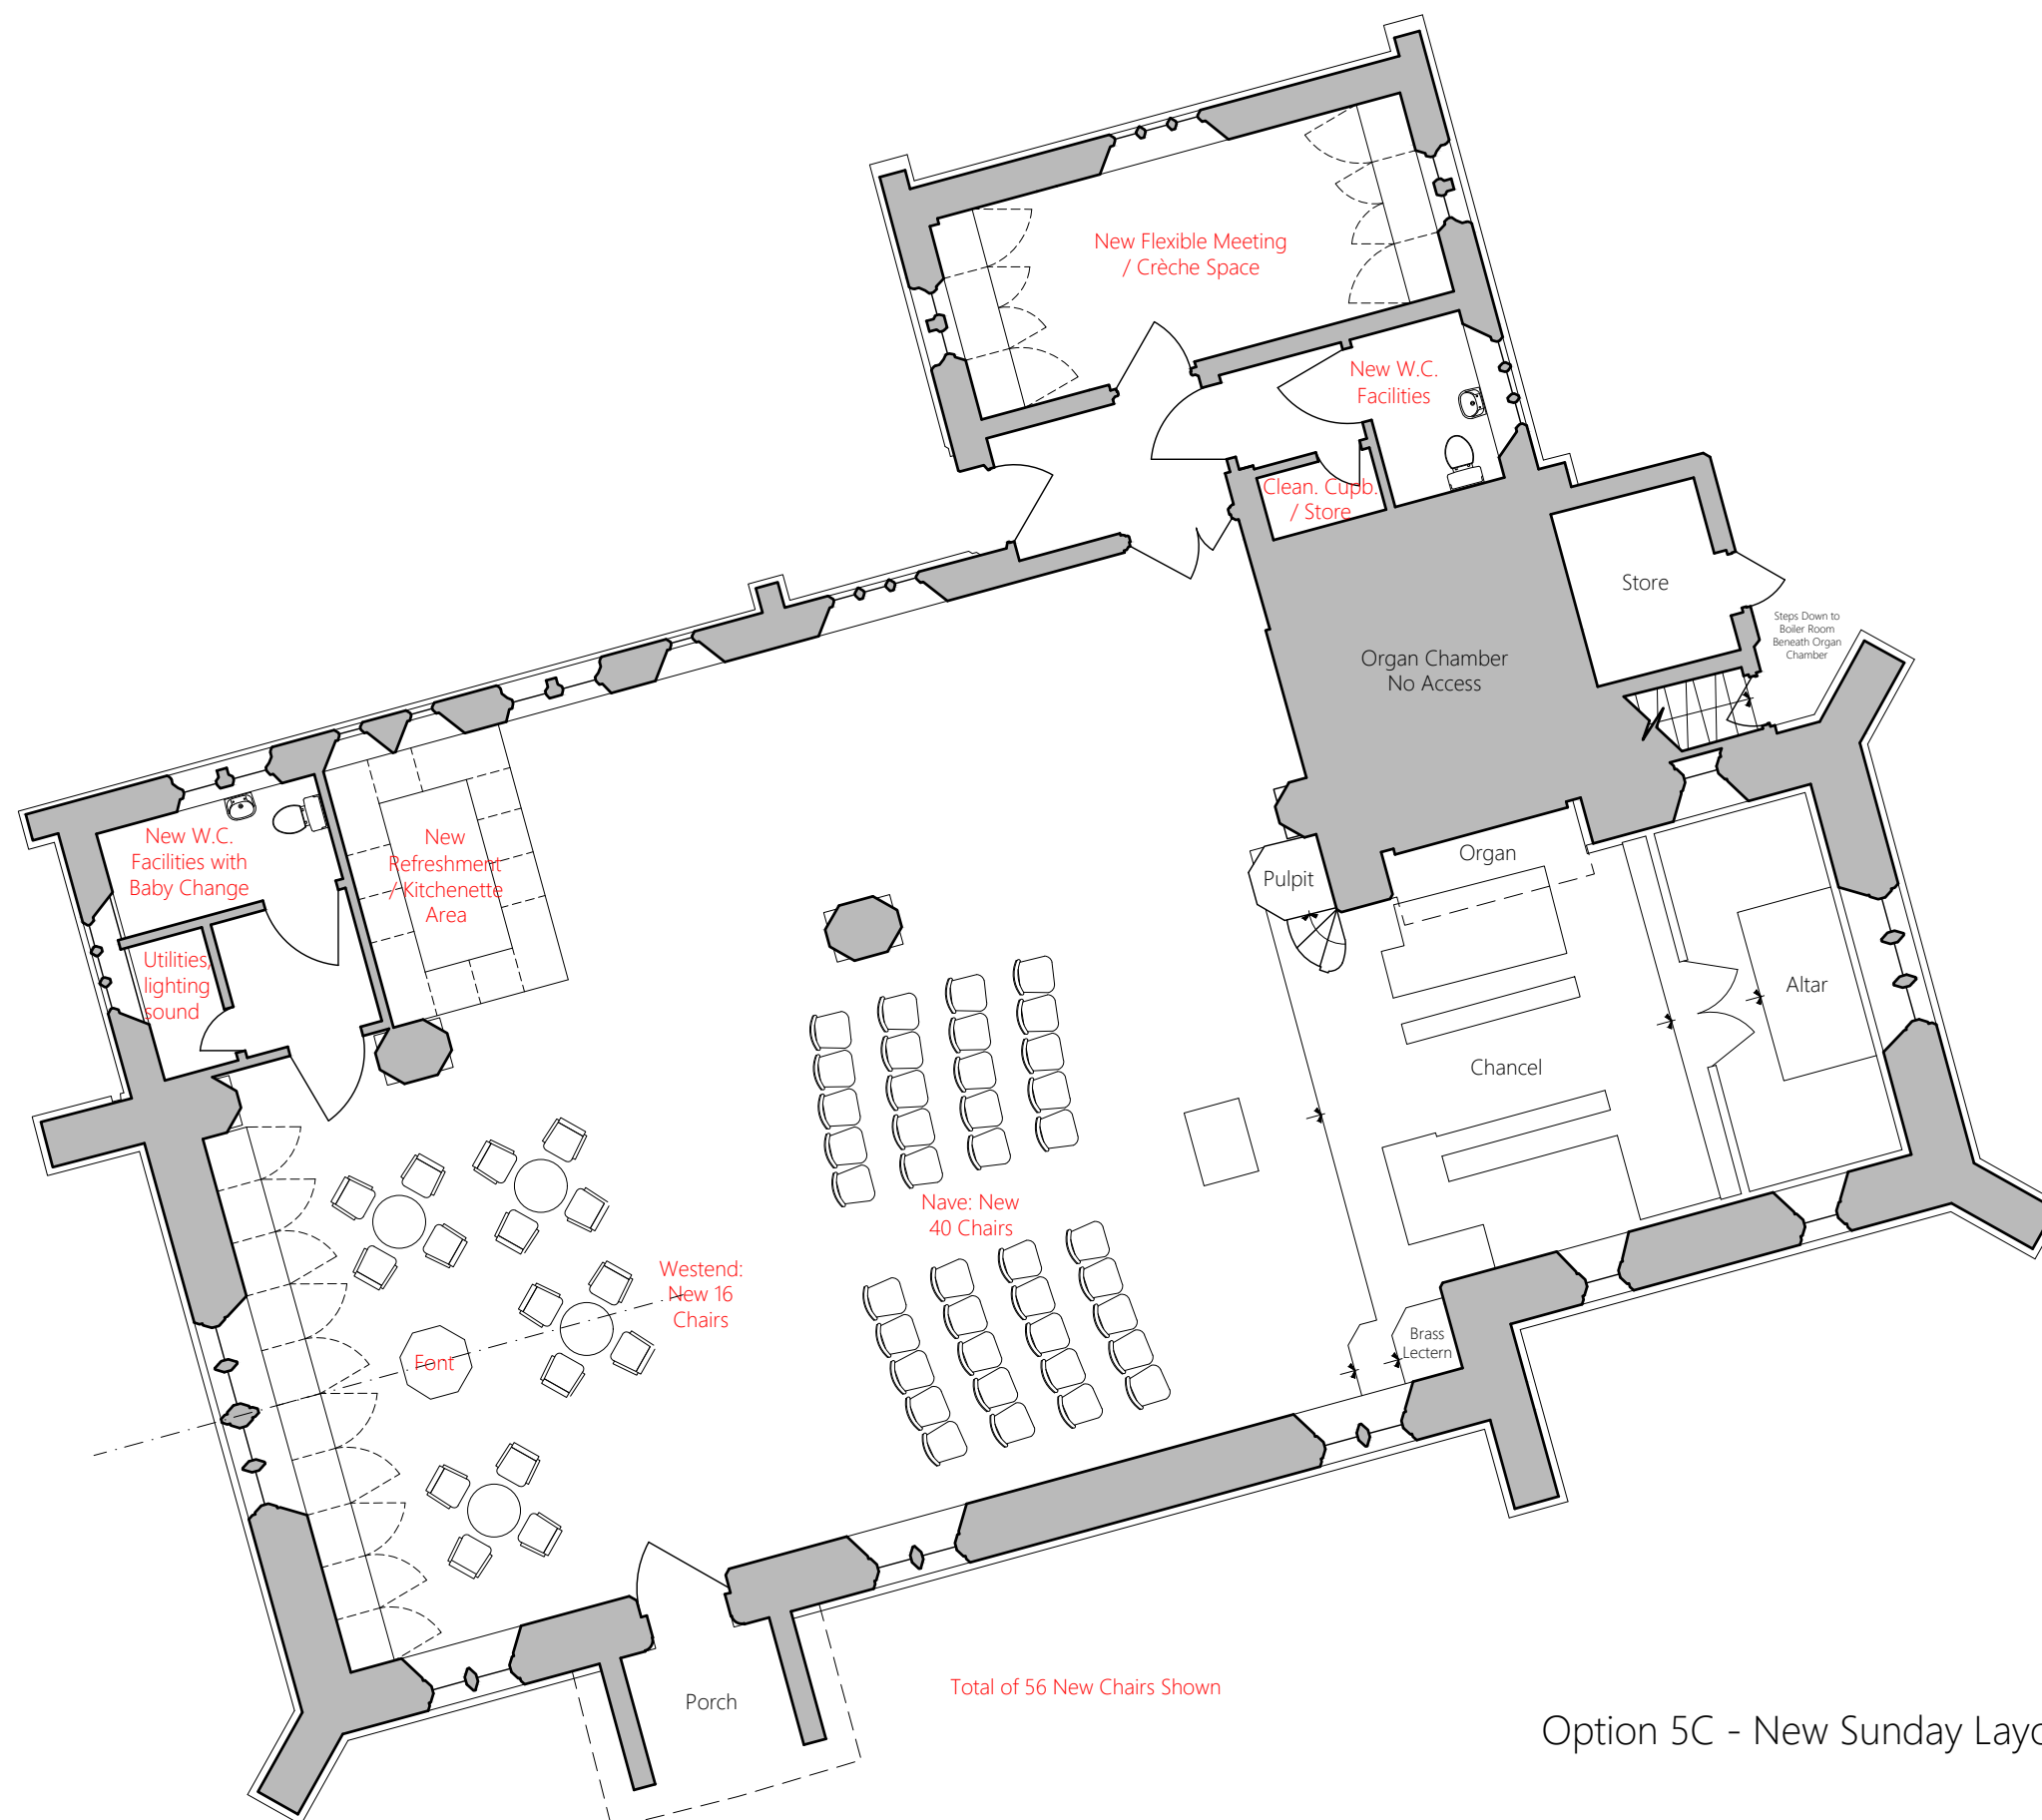 New Flexible Meeting
/ Crèche Space
New W.C.
Facilities
Clean. Cupb.
/ Store
Store
Steps Down to
Boiler Room
Beneath Organ
Chamber
Organ Chamber
No Access
New W.C.
Facilities with
Baby Change
New
Refreshment
/ Kitchenette
Area
Organ
Pulpit
Utilities,
lighting
sound
Altar
Chancel
Nave: New
40 Chairs
Westend:
New 16
Chairs
Brass
Lectern
Font
Total of 56 New Chairs Shown
Porch
Option 5C - New Sunday